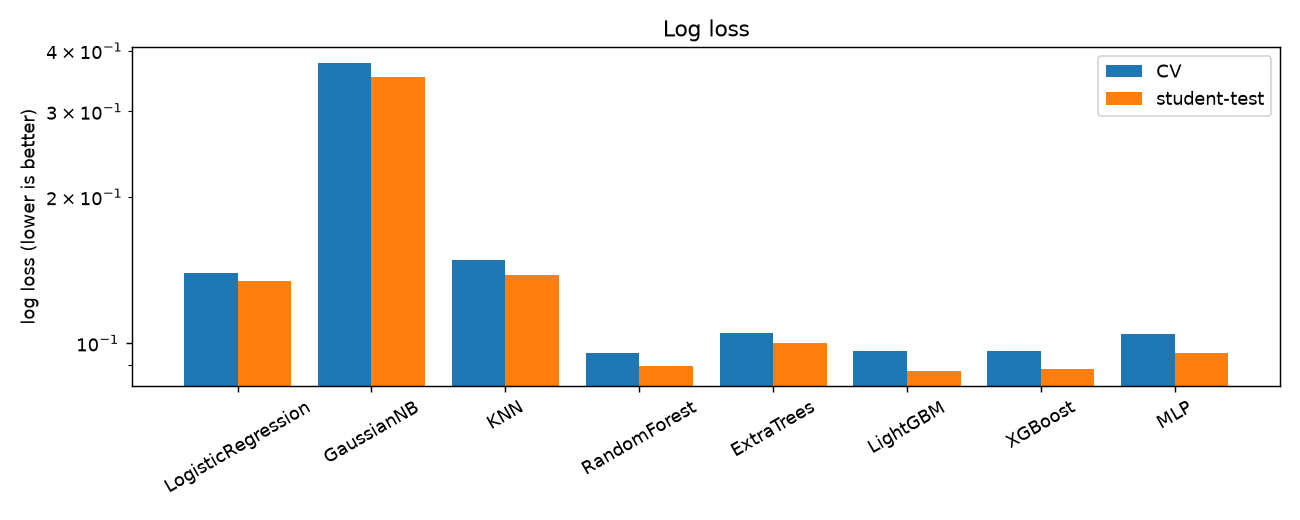 Log loss
log loss (lower is better)
4 × 10⁻¹
3 × 10⁻¹
2 × 10⁻¹
10⁻¹
CV
student-test
LogisticRegression
GaussianNB
KNN
RandomForest
ExtraTrees
LightGBM
XGBoost
MLP